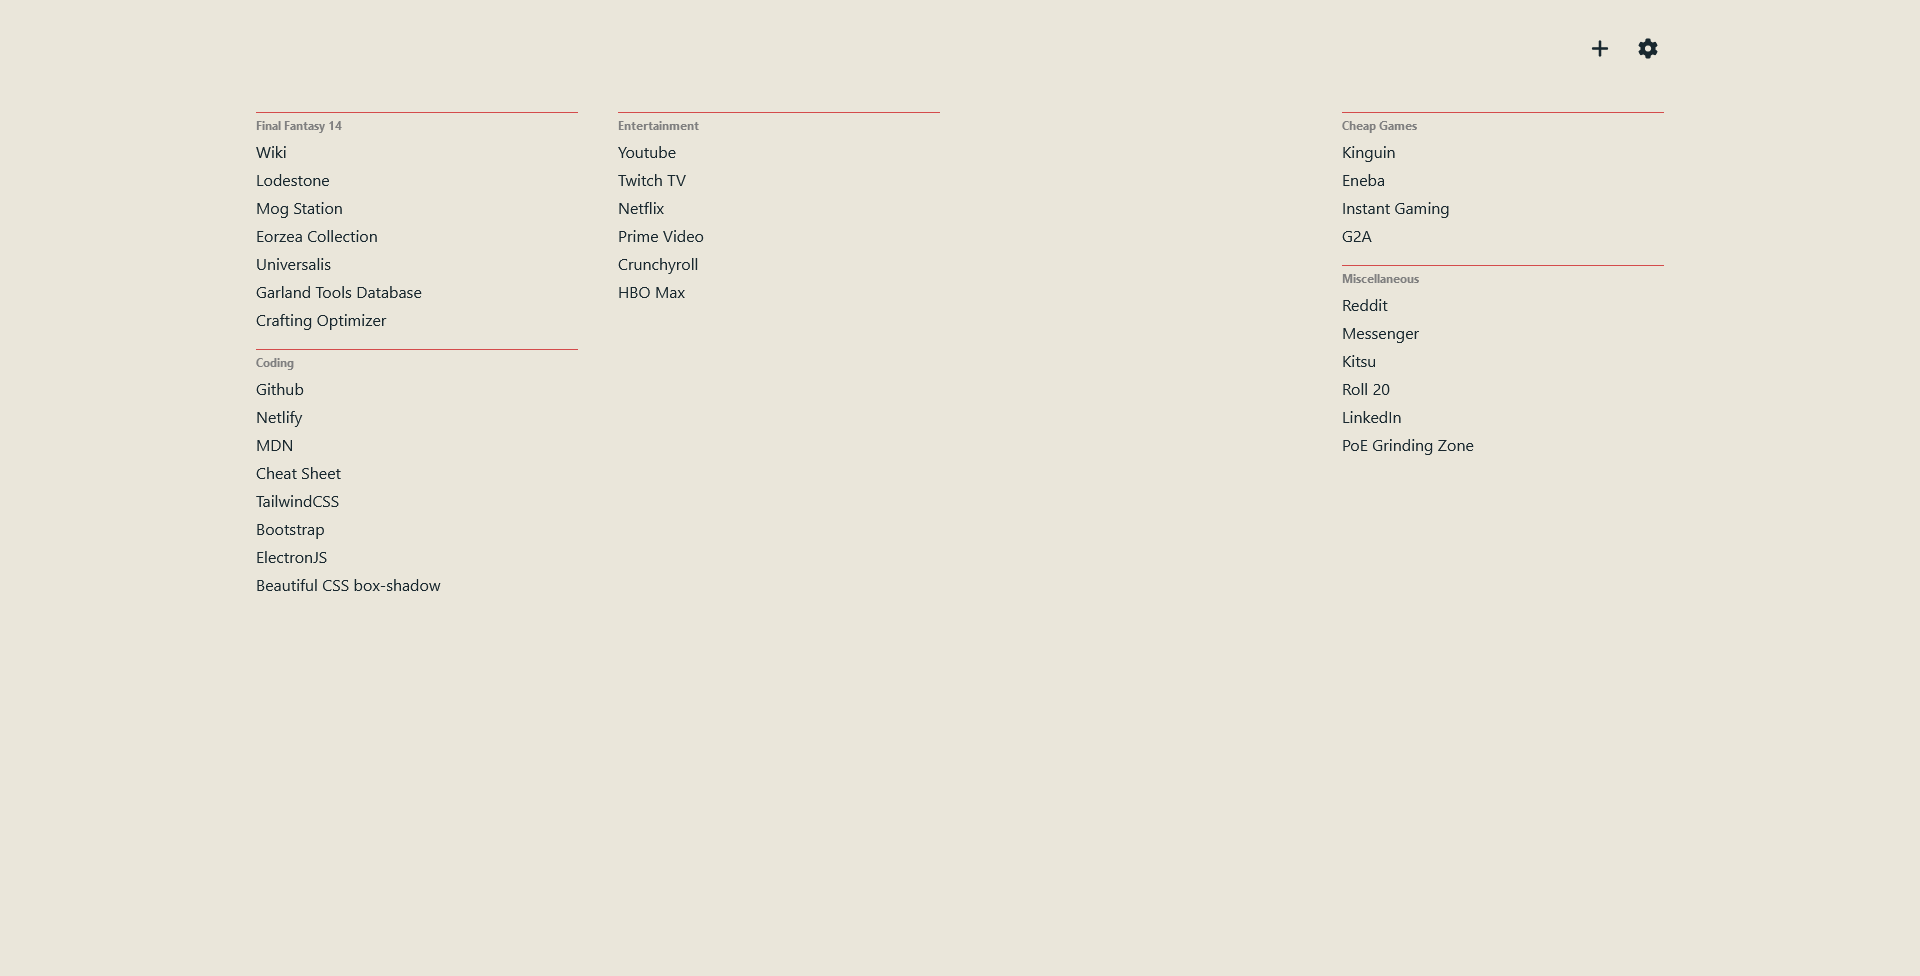 Final Fantasy 14
Wiki
Lodestone
Mog Station
Eorzea Collection
Universalis
Garland Tools Database
Crafting Optimizer
Coding
Github
Netlify
MDN
Cheat Sheet
TailwindCSS
Bootstrap
ElectronJS
Beautiful CSS box-shadow
Entertainment
Youtube
Twitch TV
Netflix
Prime Video
Crunchyroll
HBO Max
Cheap Games
Kinguin
Eneba
Instant Gaming
G2A
Miscellaneous
Reddit
Messenger
Kitsu
Roll 20
LinkedIn
PoE Grinding Zone